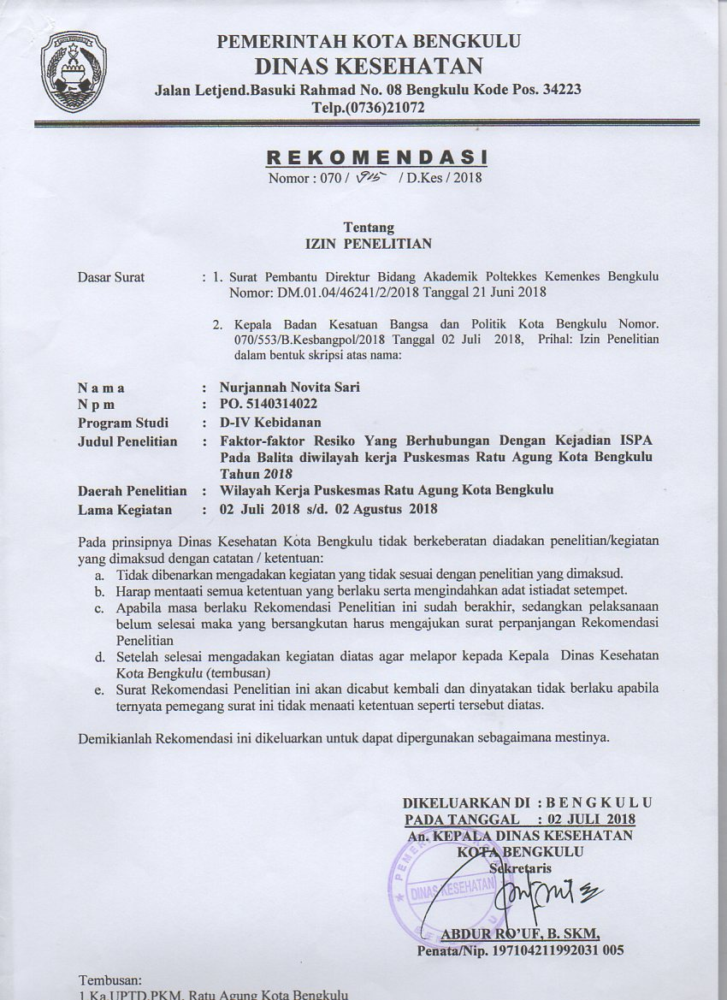 PEMERINTAH KOTA BENGKULU
DINAS KESEHATAN
Jalan Letjend.Basuki Rahmad No. 08 Bengkulu Kode Pos. 34223
Telp.(0736)21072
REKOMENDASI
Nomor : 070 / / D.Kes / 2018
Tentang
IZIN PENELITIAN
Dasar Surat : 1. Surat Pembantu Direktur Bidang Akademik Poltekkes Kemenkes Bengkulu
Nomor: DM.01.04/46241/2/2018 Tanggal 21 Juni 2018
2. Kepala Badan Kesatuan Bangsa dan Politik Kota Bengkulu Nomor.
070/553/B.Kesbangpol/2018 Tanggal 02 Juli 2018, Prihal: Izin Penelitian
dalam bentuk skripsi atas nama:
N a m a : Nurjannah Novita Sari
N p m : PO. 5140314022
Program Studi : D-IV Kebidanan
Judul Penelitian : Faktor-faktor Resiko Yang Berhubungan Dengan Kejadian ISPA
Pada Balita diwilayah kerja Puskesmas Ratu Agung Kota Bengkulu
Tahun 2018
Daerah Penelitian : Wilayah Kerja Puskesmas Ratu Agung Kota Bengkulu
Lama Kegiatan : 02 Juli 2018 s/d. 02 Agustus 2018
Pada prinsipnya Dinas Kesehatan Kota Bengkulu tidak berkeberatan diadakan penelitian/kegiatan
yang dimaksud dengan catatan / ketentuan:
a. Tidak dibenarkan mengadakan kegiatan yang tidak sesuai dengan penelitian yang dimaksud.
b. Harap mentaati semua ketentuan yang berlaku serta mengindahkan adat istiadat setempet.
c. Apabila masa berlaku Rekomendasi Penelitian ini sudah berakhir, sedangkan pelaksanaan
belum selesai maka yang bersangkutan harus mengajukan surat perpanjangan Rekomendasi
Penelitian
d. Setelah selesai mengadakan kegiatan diatas agar melapor kepada Kepala Dinas Kesehatan
Kota Bengkulu (tembusan)
e. Surat Rekomendasi Penelitian ini akan dicabut kembali dan dinyatakan tidak berlaku apabila
ternyata pemegang surat ini tidak menaati ketentuan seperti tersebut diatas.
Demikianlah Rekomendasi ini dikeluarkan untuk dapat dipergunakan sebagaimana mestinya.
DIKELUARKAN DI : B E N G K U L U
PADA TANGGAL : 02 JULI 2018
An. KEPALA DINAS KESEHATAN
KOTA BENGKULU
Sekretaris
DINAS KESEHATAN
ABDUR RO'UF, B. SKM,
Penata/Nip. 197104211992031 005
Tembusan:
1.Ka.UPTD.PKM. Ratu Agung Kota Bengkulu